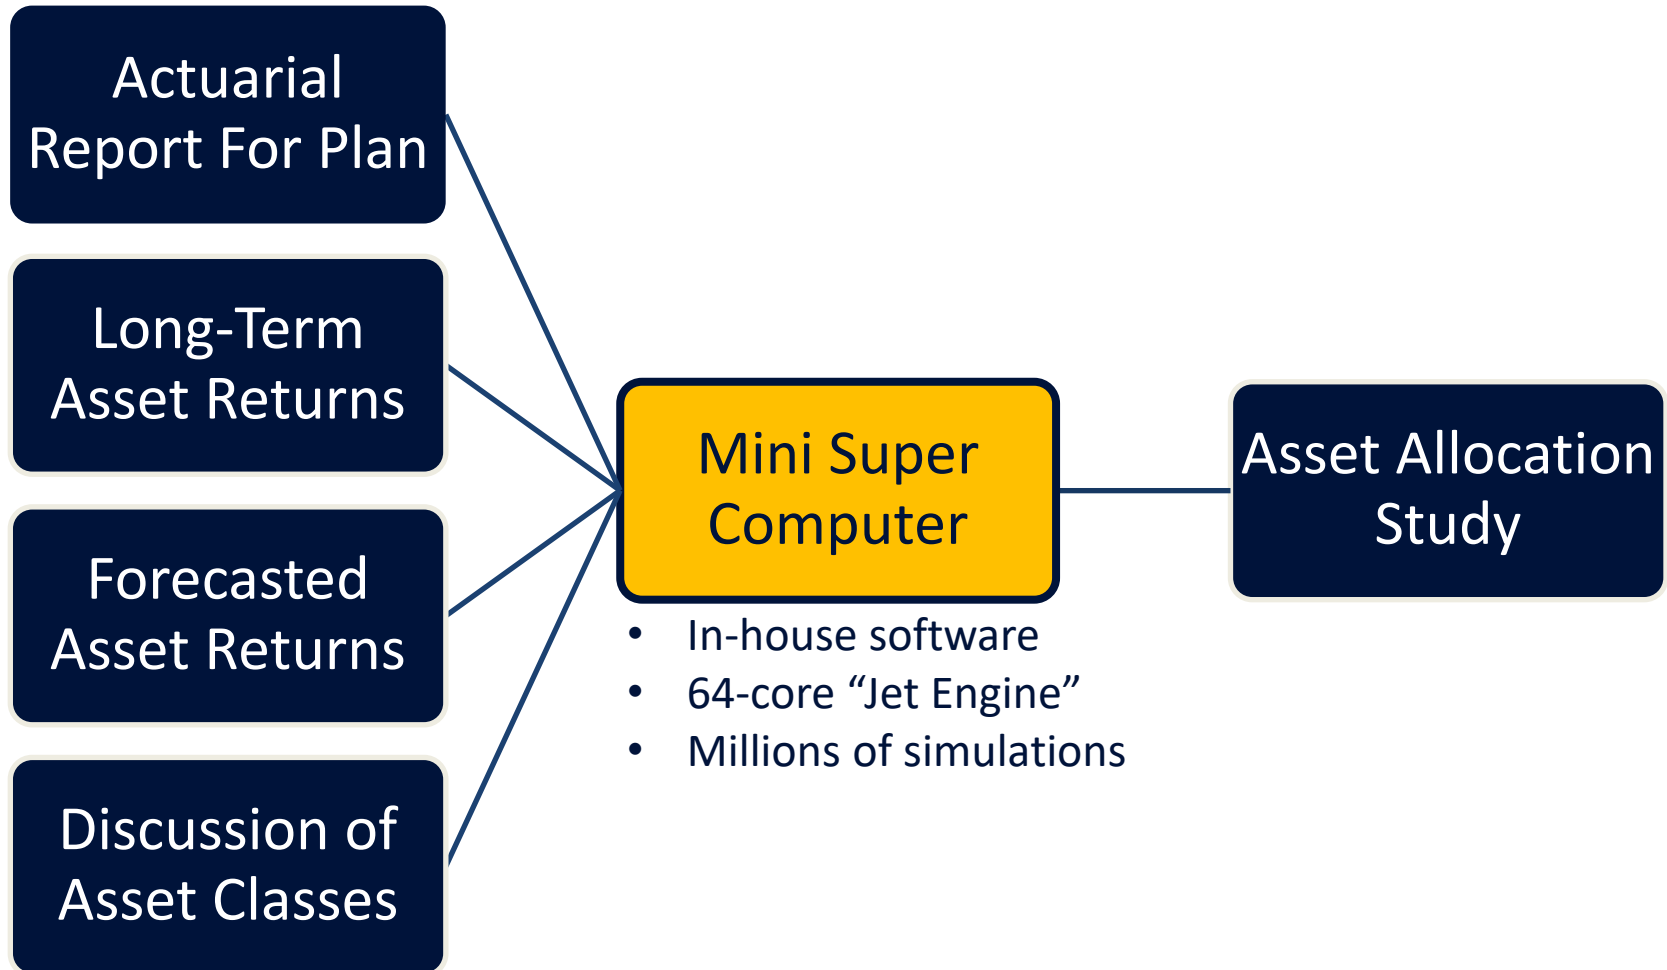 Actuarial
Report For Plan
Long-Term
Asset Returns
Forecasted
Asset Returns
Discussion of
Asset Classes
Mini Super
Computer
• In-house software
• 64-core “Jet Engine”
• Millions of simulations
Asset Allocation
Study